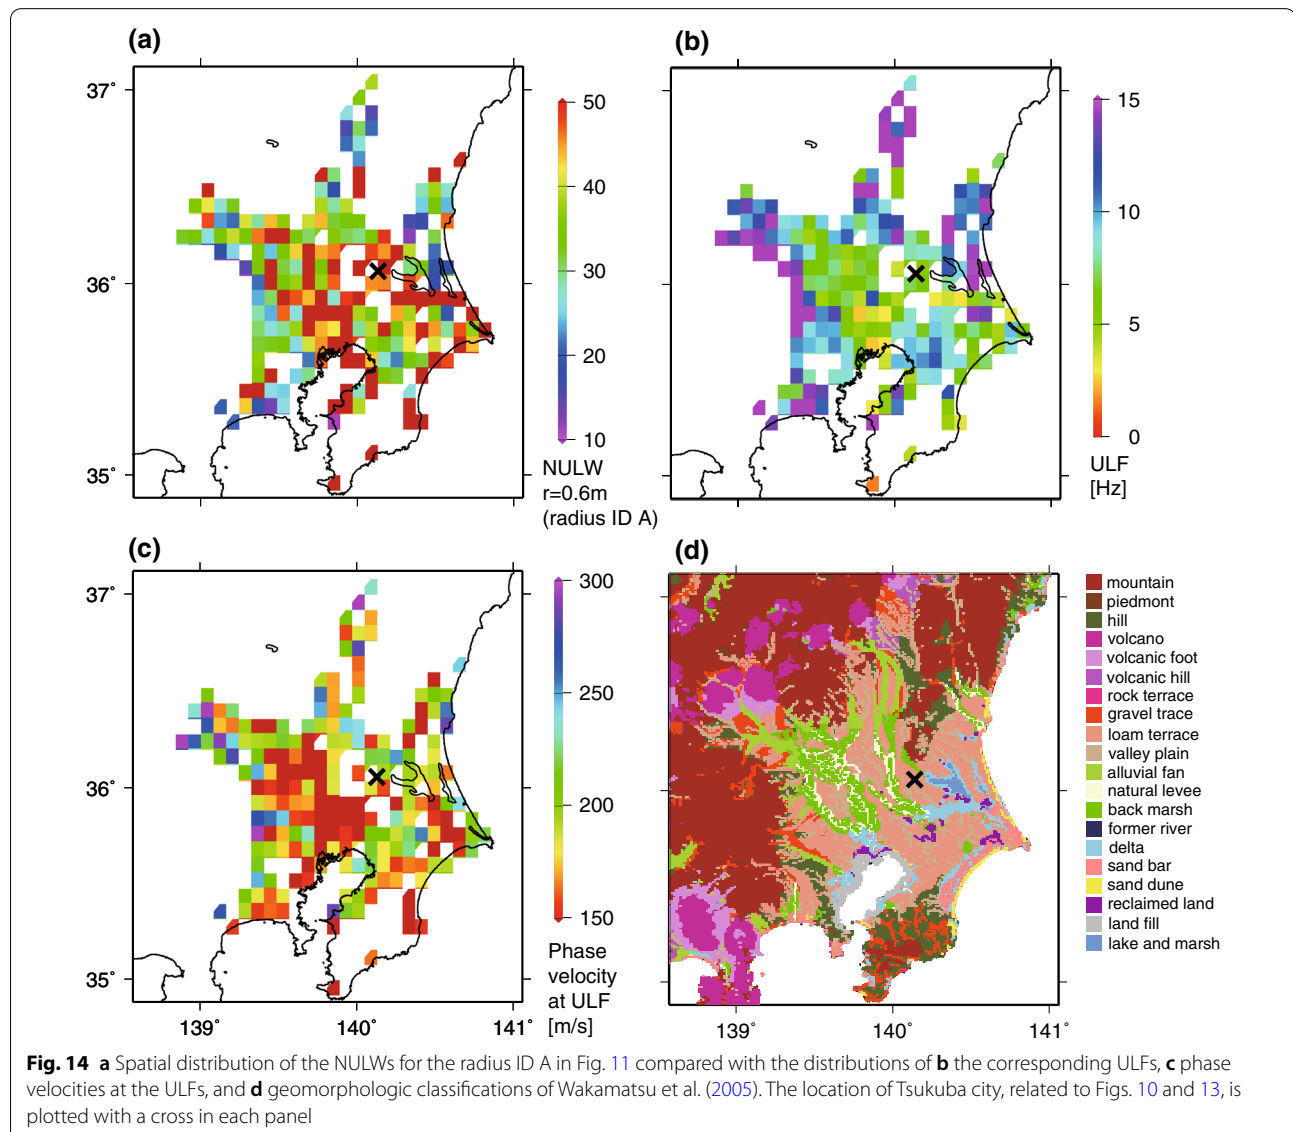 (a)
37˚
36˚
35˚
50
40
30
20
10
NULW
r=0.6m
(radius ID A)
(b)
15
10
5
0
ULF
[Hz]
(c)
37˚
36˚
35˚
139˚
140˚
141˚
300
250
200
150
Phase
velocity
at ULF
[m/s]
(d)
139˚
140˚
141˚
mountain
piedmont
hill
volcano
volcanic foot
volcanic hill
rock terrace
gravel trace
loam terrace
valley plain
alluvial fan
natural levee
back marsh
former river
delta
sand bar
sand dune
reclaimed land
land fill
lake and marsh
Fig. 14 a Spatial distribution of the NULWs for the radius ID A in Fig. 11 compared with the distributions of b the corresponding ULFs, c phase
velocities at the ULFs, and d geomorphologic classifications of Wakamatsu et al. (2005). The location of Tsukuba city, related to Figs. 10 and 13, is
plotted with a cross in each panel